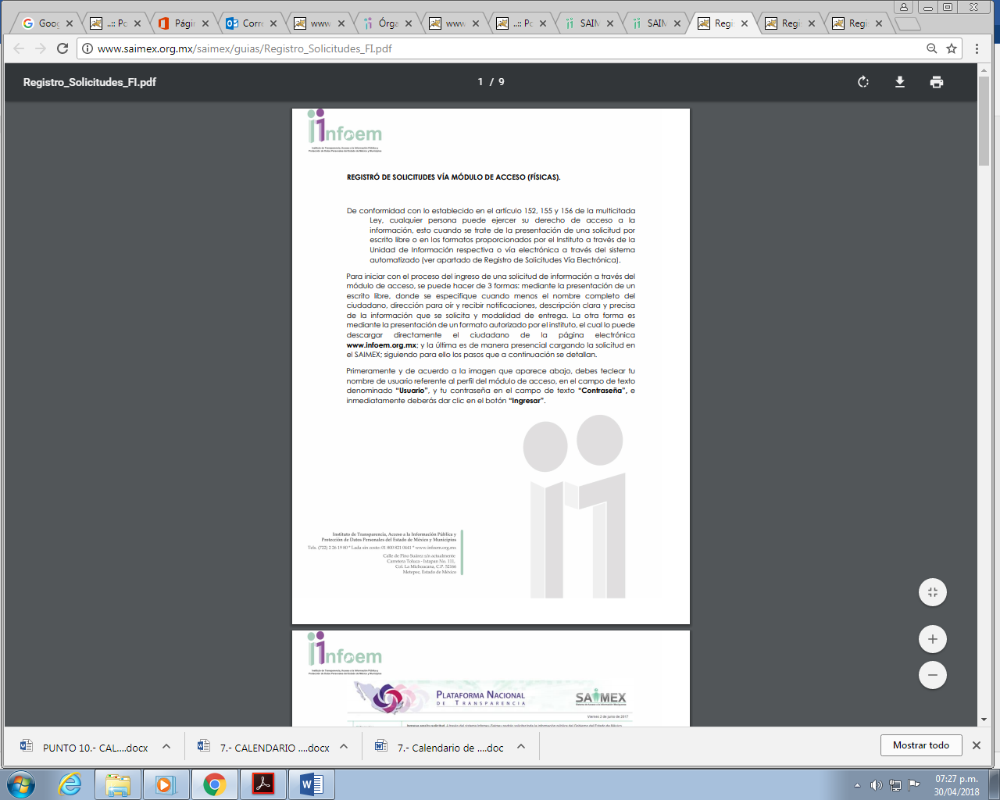 Goog
..:: Po
Págin
Corre
www
Órga
www
..:: Po
SAIM
SAIM
Regi
Regi
Regi
www.saimex.org.mx/saimex/guias/Registro_Solicitudes_FI.pdf
Registro_Solicitudes_FI.pdf
1 / 9
infoem
Instituto de Transparencia, Acceso a la Información Pública y
Protección de Datos Personales del Estado de México y Municipios
REGISTRÓ DE SOLICITUDES VÍA MÓDULO DE ACCESO (FÍSICAS).
De conformidad con lo establecido en el artículo 152, 155 y 156 de la multicitada
Ley, cualquier persona puede ejercer su derecho de acceso a la
información, esto cuando se trate de la presentación de una solicitud por
escrito libre o en los formatos proporcionados por el Instituto a través de la
Unidad de Información respectiva o vía electrónica a través del sistema
automatizado (ver apartado de Registro de Solicitudes Vía Electrónica).
Para iniciar con el proceso del ingreso de una solicitud de información a través del
módulo de acceso, se puede hacer de 3 formas: mediante la presentación de un
escrito libre, donde se especifique cuando menos el nombre completo del
ciudadano, dirección para oír y recibir notificaciones, descripción clara y precisa
de la información que se solicita y modalidad de entrega. La otra forma es
mediante la presentación de un formato autorizado por el instituto, el cual lo puede
descargar directamente el ciudadano de la página electrónica
www.infoem.org.mx; y la última es de manera presencial cargando la solicitud en
el SAIMEX; siguiendo para ello los pasos que a continuación se detallan.
Primeramente y de acuerdo a la imagen que aparece abajo, debes teclear tu
nombre de usuario referente al perfil del módulo de acceso, en el campo de texto
denominado “Usuario”, y tu contraseña en el campo de texto “Contraseña”, e
inmediatamente deberás dar clic en el botón “Ingresar”.
Instituto de Transparencia, Acceso a la Información Pública y
Protección de Datos Personales del Estado de México y Municipios
Tels. (722) 2 26 19 80 * Lada sin costo: 01 800 821 0441 * www.infoem.org.mx
Calle de Pino Suárez s/n actualmente
Carretera Toluca - Ixtapan No. 111,
Col. La Michoacana, C.P. 52166
Metepec, Estado de México
infoem
Instituto de Transparencia, Acceso a la Información Pública y
Protección de Datos Personales del Estado de México y Municipios
PLATAFORMA NACIONAL
DE TRANSPARENCIA
SAIMEX
Viernes 2 de junio de 2017
PUNTO 10.- CAL....docx
7.- CALENDARIO ....docx
7.- Calendario de ....doc
Mostrar todo
07:27 p.m.
30/04/2018